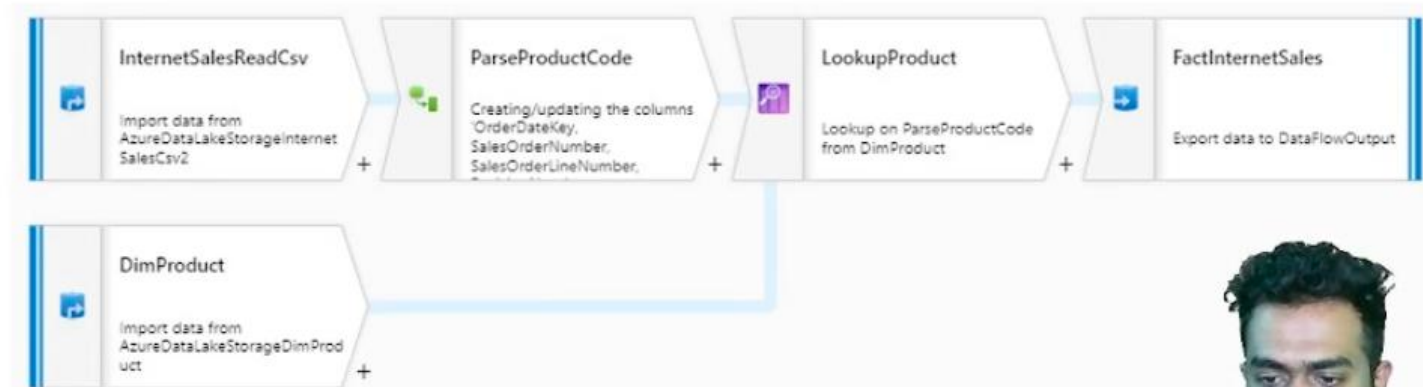 InternetSalesReadCsv
Import data from
AzureDataLakeStorageInternet
SalesCsv2
+
ParseProductCode
Creating/updating the columns
'OrderDateKey,
SalesOrderNumber,
SalesOrderLineNumber,
+
LookupProduct
Lookup on ParseProductCode
from DimProduct
+
FactInternetSales
Export data to DataFlowOutput
DimProduct
Import data from
AzureDataLakeStorageDimProd
uct
+